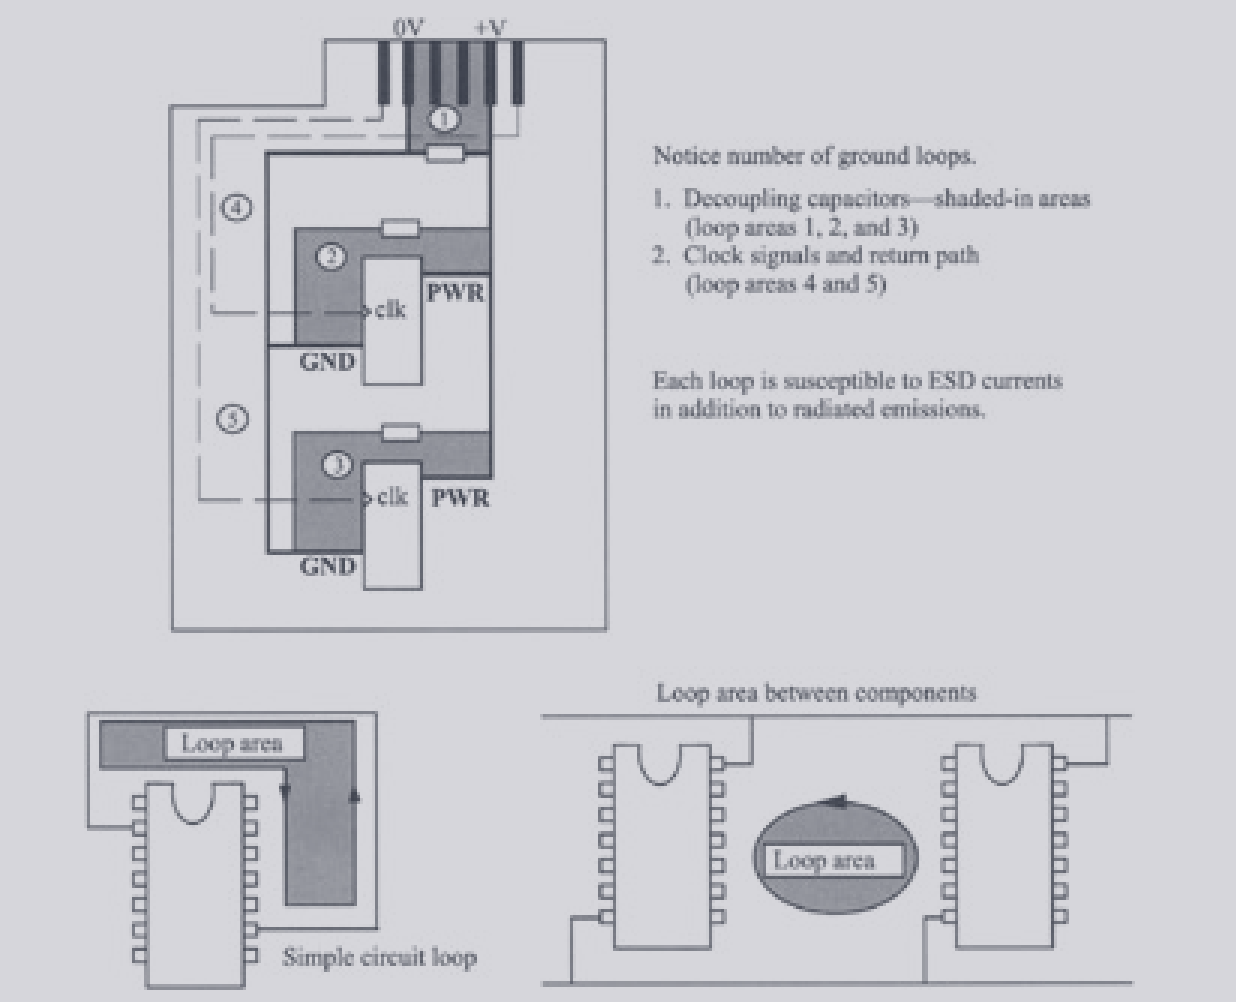 0V +V
1
Notice number of ground loops.
1. Decoupling capacitors—shaded-in areas
(loop areas 1, 2, and 3)
2. Clock signals and return path
(loop areas 4 and 5)
4
2
PWR
clk
GND
Each loop is susceptible to ESD currents
in addition to radiated emissions.
5
3
clk PWR
GND
Loop area between components
Loop area
Loop area
Simple circuit loop